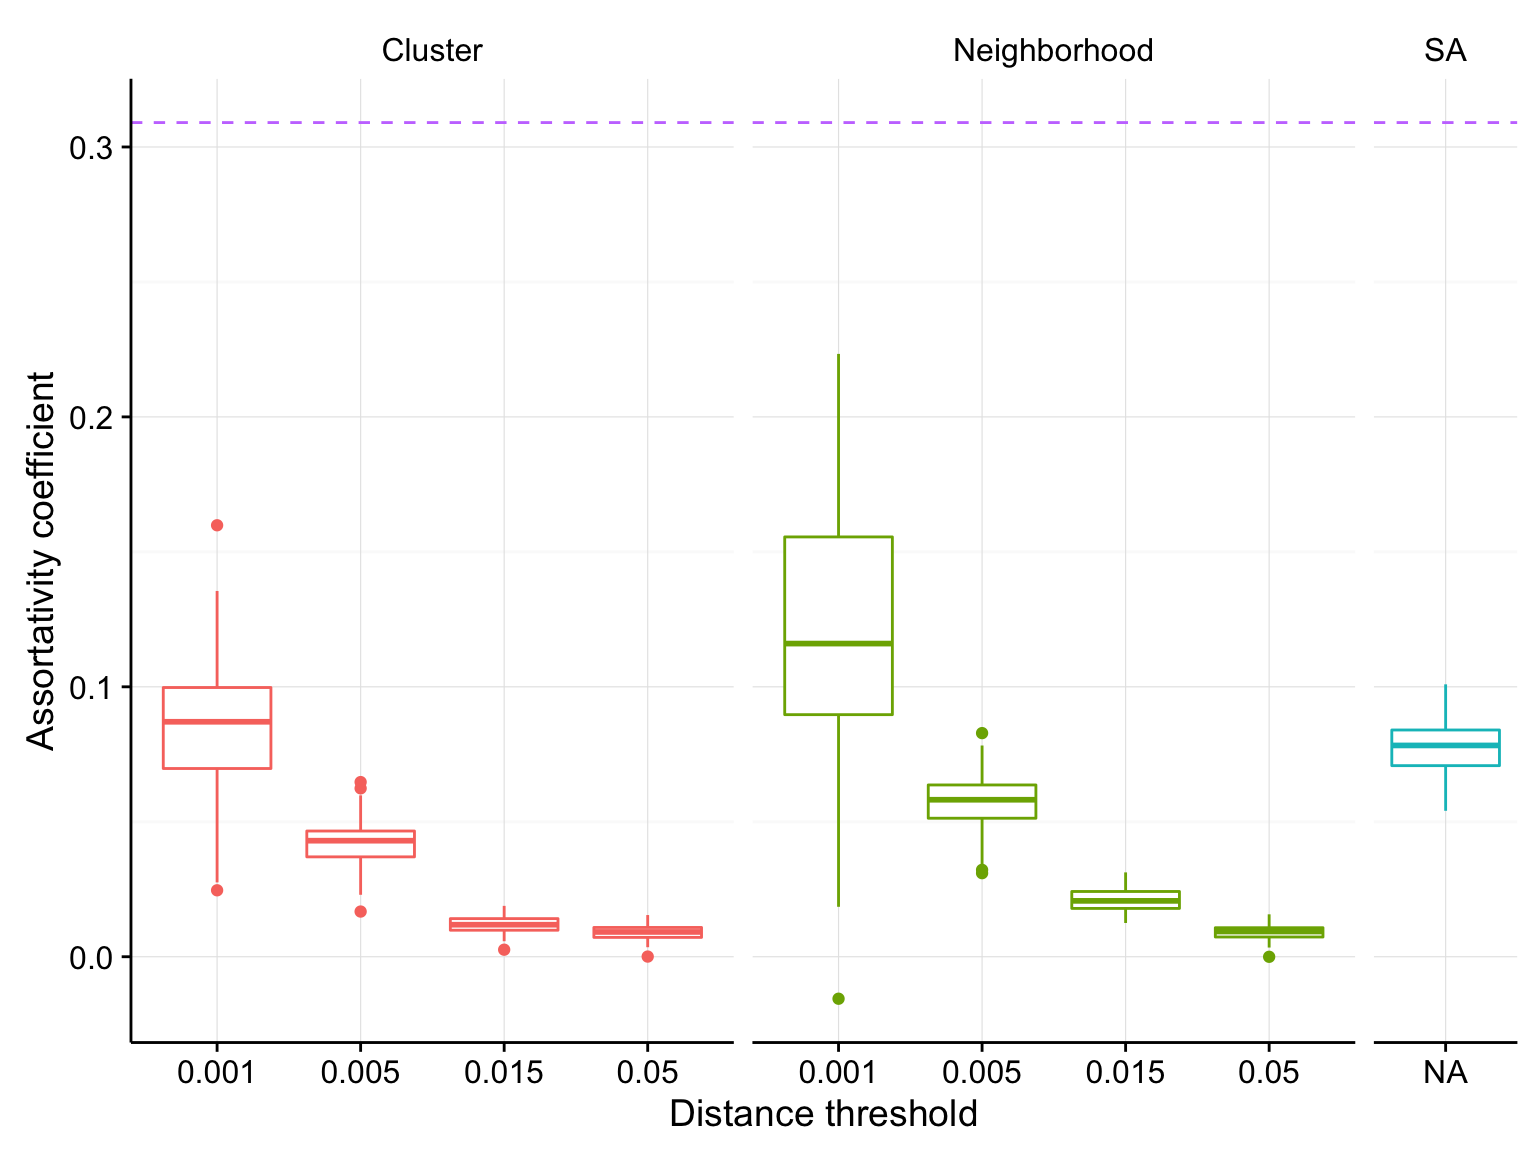 Cluster
Neighborhood
SA
Assortativity coefficient
0.3
0.2
0.1
0.0
0.001 0.005 0.015 0.05 0.001 0.005 0.015 0.05 NA
Distance threshold